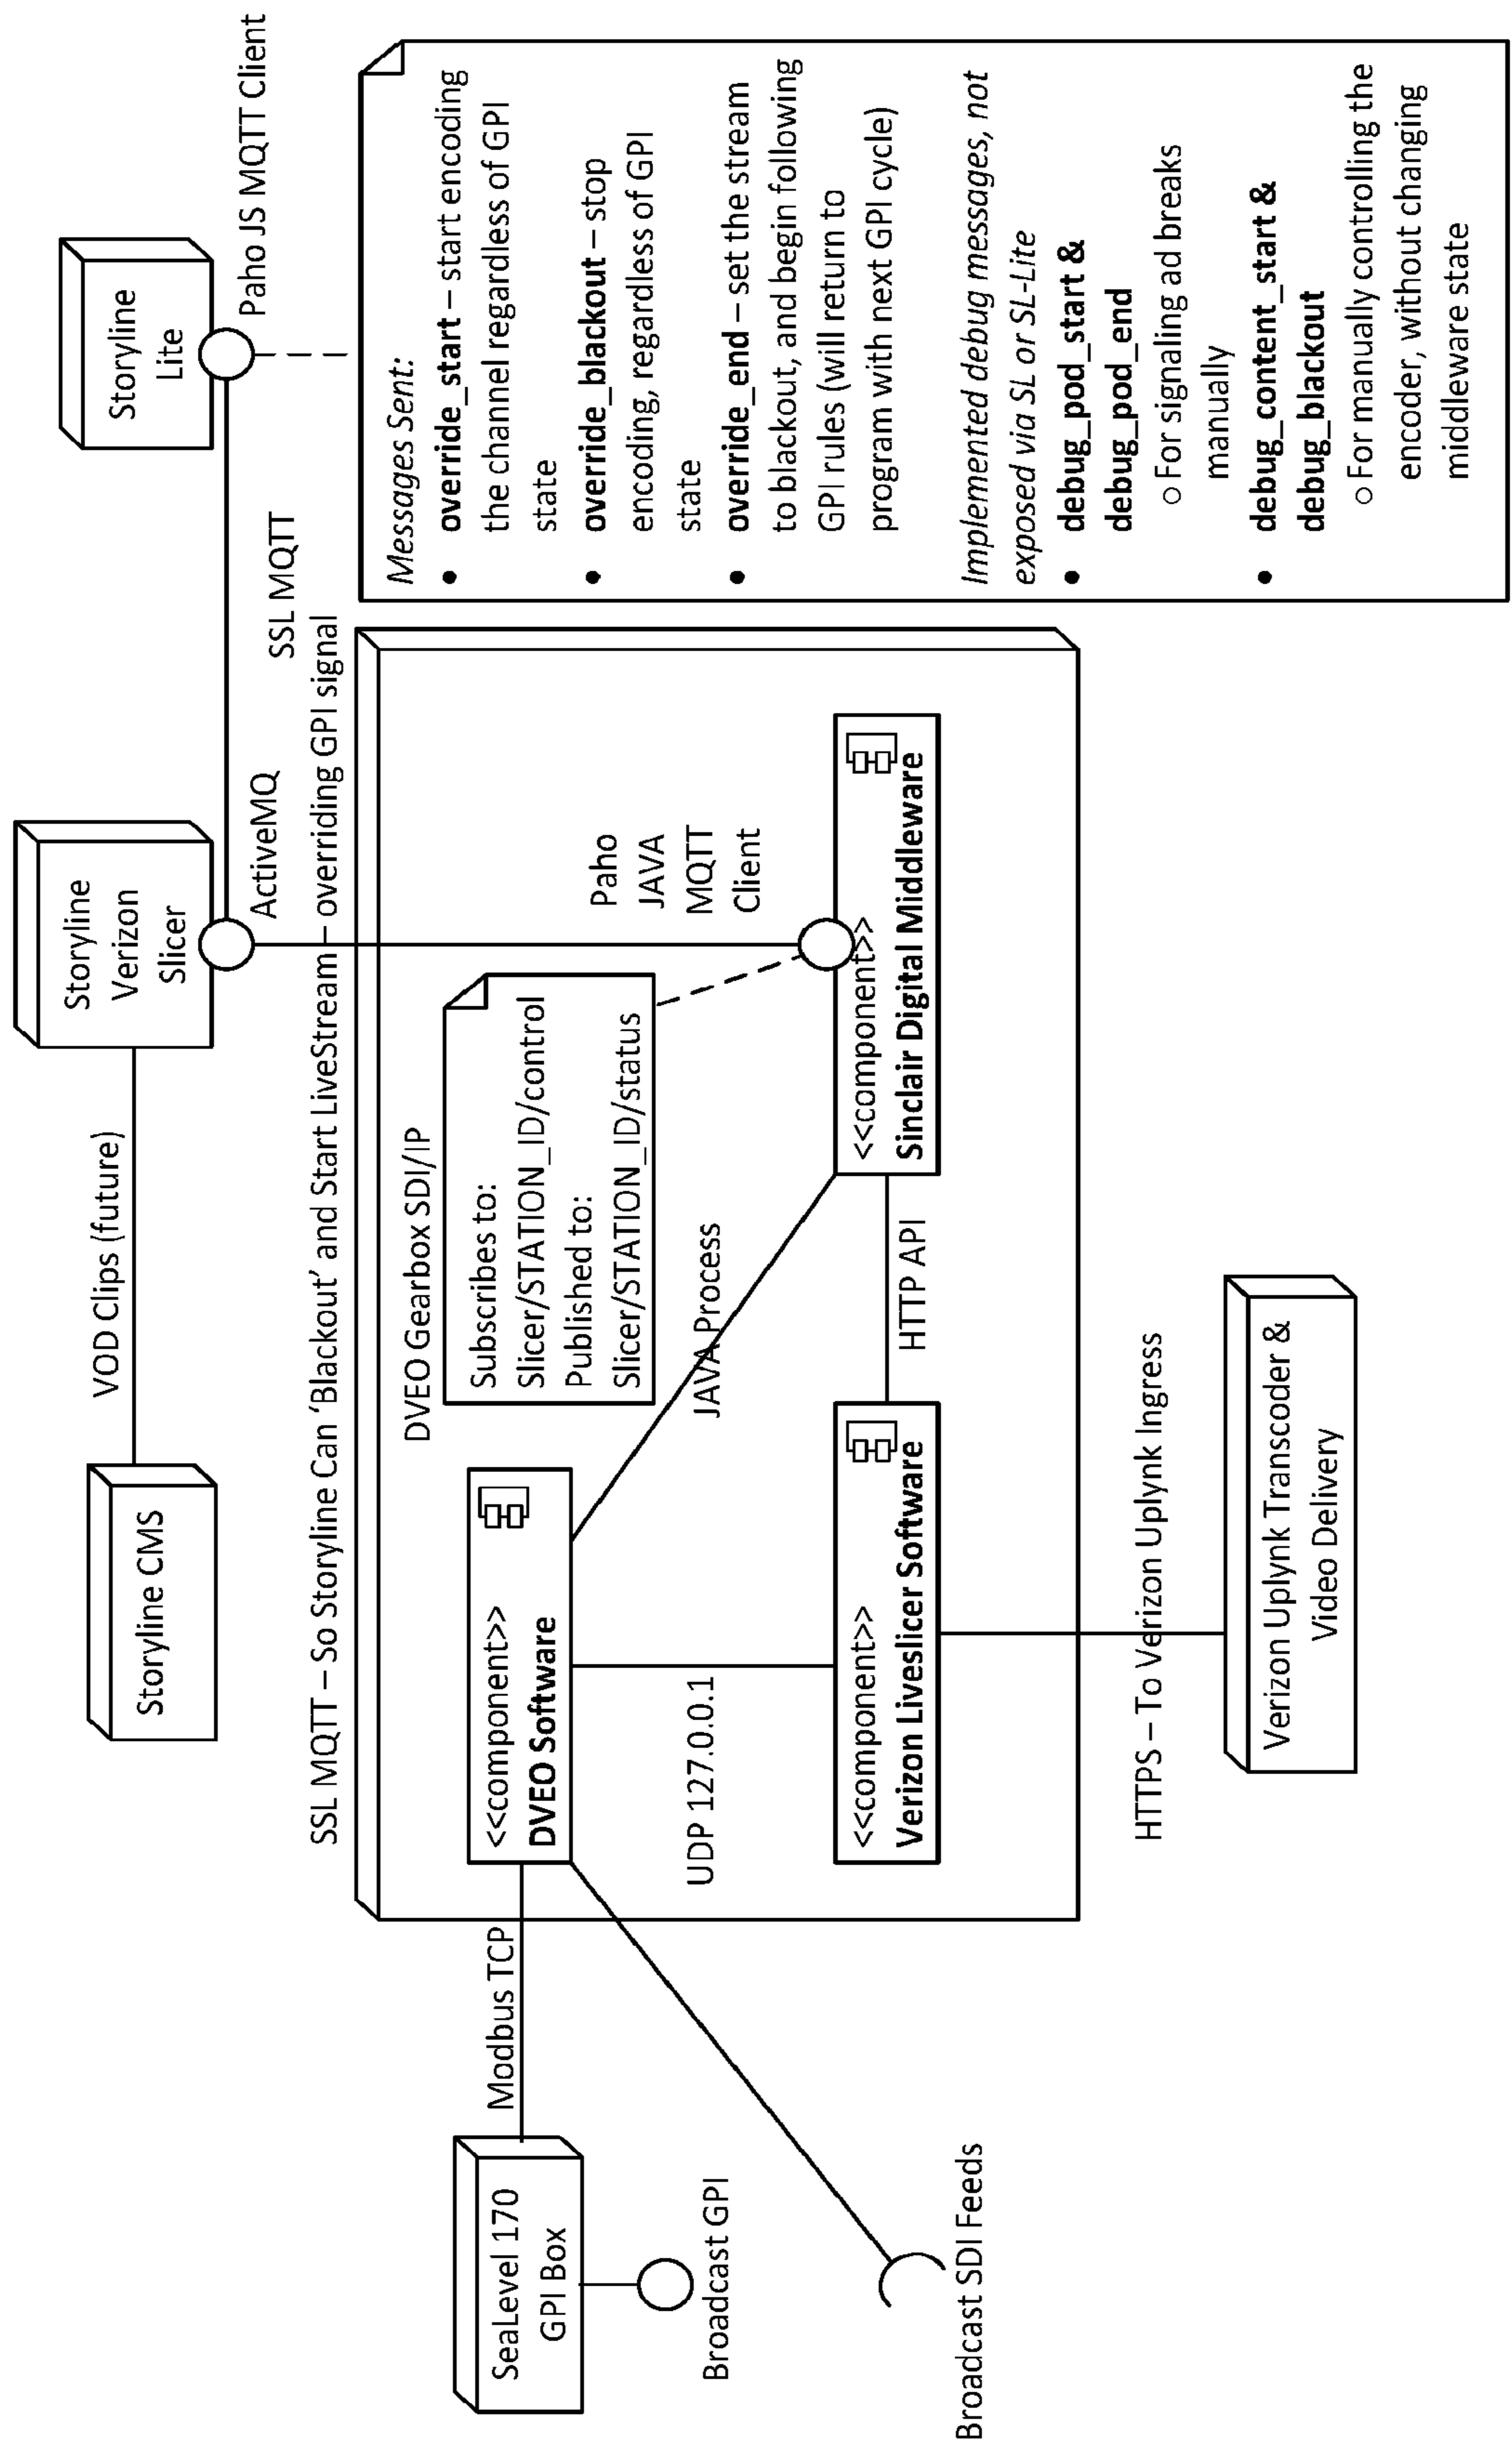 Storyline CMS
VOD Clips (future)
Storyline
Verizon
Slicer
ActiveMQ
SSL MQTT
Storyline
Lite
Paho JS MQTT Client
SSL MQTT – So Storyline Can 'Blackout' and Start LiveStream – overriding GPI signal
DVEO Gearbox SDI/IP
Subscribes to:
Slicer/STATION_ID/control
Published to:
Slicer/STATION_ID/status
Paho
JAVA
MQTT
Client
SeaLevel 170
GPI Box
Modbus TCP
Broadcast GPI
Broadcast SDI Feeds
<<component>>
DVEO Software
JAVA Process
UDP 127.0.0.1
<<component>>
Verizon Liveslicer Software
HTTP API
<<component>>
Sinclair Digital Middleware
HTTPS – To Verizon Uplynk Ingress
Verizon Uplynk Transcoder &
Video Delivery
Messages Sent:
• override_start – start encoding
the channel regardless of GPI
state
• override_blackout – stop
encoding, regardless of GPI
state
• override_end – set the stream
to blackout, and begin following
GPI rules (will return to
program with next GPI cycle)
Implemented debug messages, not
exposed via SL or SL-Lite
• debug_pod_start &
debug_pod_end
○ For signaling ad breaks
manually
• debug_content_start &
debug_blackout
○ For manually controlling the
encoder, without changing
middleware state